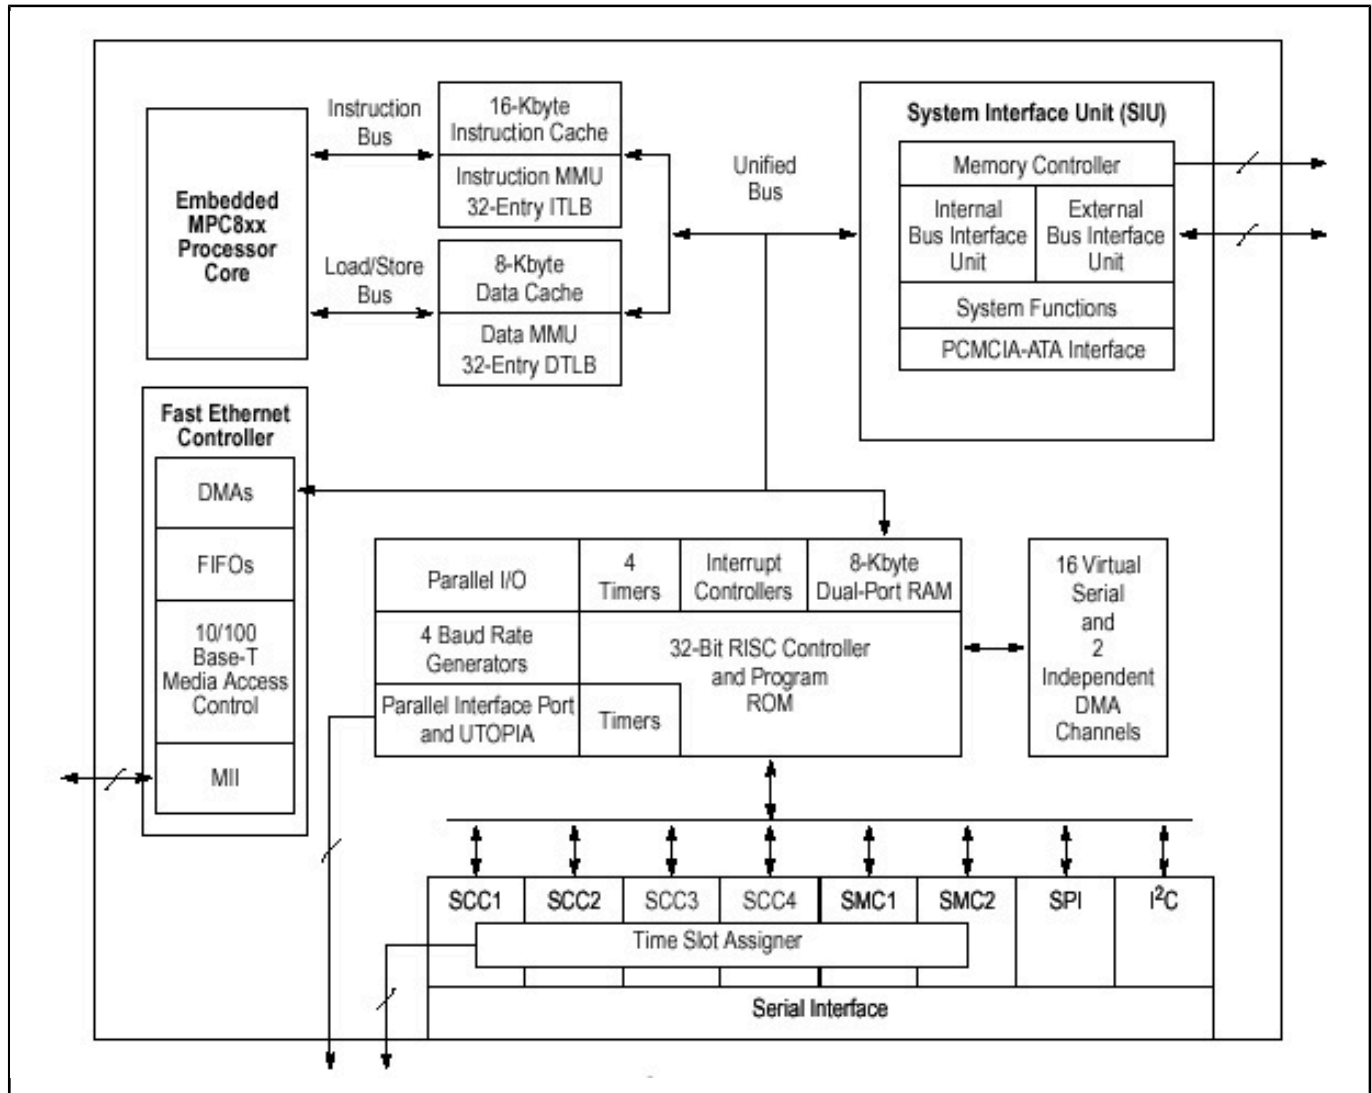 Embedded
MPC8xx
Processor
Core
Instruction
Bus
Load/Store
Bus
16-Kbyte
Instruction Cache
Instruction MMU
32-Entry ITLB
8-Kbyte
Data Cache
Data MMU
32-Entry DTLB
Unified
Bus
System Interface Unit (SIU)
Memory Controller
Internal
Bus Interface
Unit
External
Bus Interface
Unit
System Functions
PCMCIA-ATA Interface
Fast Ethernet
Controller
DMAs
FIFOs
10/100
Base-T
Media Access
Control
MII
Parallel I/O
4
Timers
Interrupt
Controllers
8-Kbyte
Dual-Port RAM
4 Baud Rate
Generators
32-Bit RISC Controller
and Program
ROM
Parallel Interface Port
and UTOPIA
Timers
16 Virtual
Serial
and
2
Independent
DMA
Channels
SCC1
SCC2
SCC3
SCC4
SMC1
SMC2
SPI
I²C
Time Slot Assigner
Serial Interface